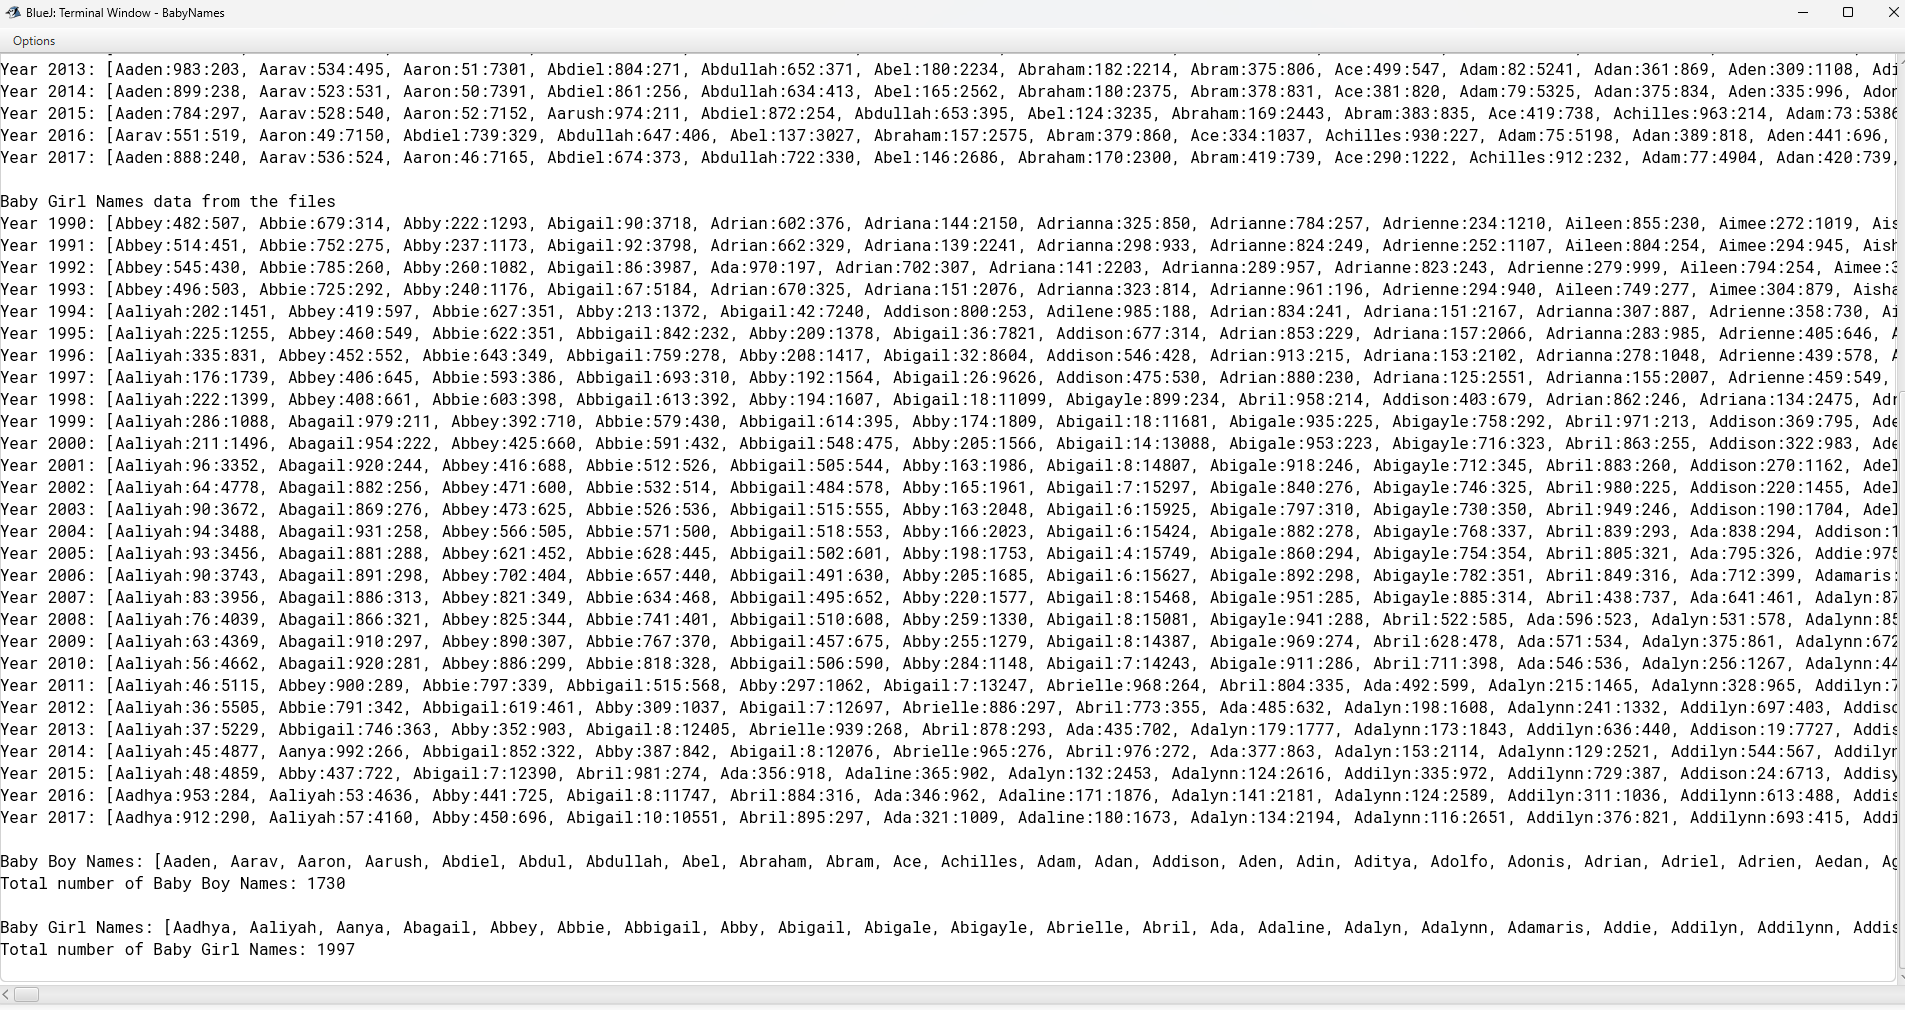 BlueJ: Terminal Window - BabyNames
Options
Year 2013: [Aaden:983:203, Aarav:534:495, Aaron:51:7301, Abdiel:804:271, Abdullah:652:371, Abel:180:2234, Abraham:182:2214, Abram:375:806, Ace:499:547, Adam:82:5241, Adan:361:869, Aden:309:1108, Adi
Year 2014: [Aaden:899:238, Aarav:523:531, Aaron:50:7391, Abdiel:861:256, Abdullah:634:413, Abel:165:2562, Abraham:180:2375, Abram:378:831, Ace:381:820, Adam:79:5325, Adan:375:834, Aden:335:996, Ador
Year 2015: [Aaden:784:297, Aarav:528:540, Aaron:52:7152, Aarush:974:211, Abdiel:872:254, Abdullah:653:395, Abel:124:3235, Abraham:169:2443, Abram:383:835, Ace:419:738, Achilles:963:214, Adam:73:5386
Year 2016: [Aarav:551:519, Aaron:49:7150, Abdiel:739:329, Abdullah:647:406, Abel:137:3027, Abraham:157:2575, Abram:379:860, Ace:334:1037, Achilles:930:227, Adam:75:5198, Adan:389:818, Aden:441:696,
Year 2017: [Aaden:888:240, Aarav:536:524, Aaron:46:7165, Abdiel:674:373, Abdullah:722:330, Abel:146:2686, Abraham:170:2300, Abram:419:739, Ace:290:1222, Achilles:912:232, Adam:77:4904, Adan:420:739,
Baby Girl Names data from the files
Year 1990: [Abbey:482:507, Abbie:679:314, Abby:222:1293, Abigail:90:3718, Adrian:602:376, Adriana:144:2150, Adrianna:325:850, Adrianne:784:257, Adrienne:234:1210, Aileen:855:230, Aimee:272:1019, Ais
Year 1991: [Abbey:514:451, Abbie:752:275, Abby:237:1173, Abigail:92:3798, Adrian:662:329, Adriana:139:2241, Adrianna:298:933, Adrianne:824:249, Adrienne:252:1107, Aileen:804:254, Aimee:294:945, Aish
Year 1992: [Abbey:545:430, Abbie:785:260, Abby:260:1082, Abigail:86:3987, Ada:970:197, Adrian:702:307, Adriana:141:2203, Adrianna:289:957, Adrianne:823:243, Adrienne:279:999, Aileen:794:254, Aimee:3
Year 1993: [Abbey:496:503, Abbie:725:292, Abby:240:1176, Abigail:67:5184, Adrian:670:325, Adriana:151:2076, Adrianna:323:814, Adrianne:961:196, Adrienne:294:940, Aileen:749:277, Aimee:304:879, Aisha
Year 1994: [Aaliyah:202:1451, Abbey:419:597, Abbie:627:351, Abby:213:1372, Abigail:42:7240, Addison:800:253, Adilene:985:188, Adrian:834:241, Adriana:151:2167, Adrianna:307:887, Adrienne:358:730, Ai
Year 1995: [Aaliyah:225:1255, Abbey:460:549, Abbie:622:351, Abbigail:842:232, Abby:209:1378, Abigail:36:7821, Addison:677:314, Adrian:853:229, Adriana:157:2066, Adrianna:283:985, Adrienne:405:646, A
Year 1996: [Aaliyah:335:831, Abbey:452:552, Abbie:643:349, Abbigail:759:278, Abby:208:1417, Abigail:32:8604, Addison:546:428, Adrian:913:215, Adriana:153:2102, Adrianna:278:1048, Adrienne:439:578, A
Year 1997: [Aaliyah:176:1739, Abbey:406:645, Abbie:593:386, Abbigail:693:310, Abby:192:1564, Abigail:26:9626, Addison:475:530, Adrian:880:230, Adriana:125:2551, Adrianna:155:2007, Adrienne:459:549,
Year 1998: [Aaliyah:222:1399, Abbey:408:661, Abbie:603:398, Abbigail:613:392, Abby:194:1607, Abigail:18:11099, Abigayle:899:234, Abril:958:214, Addison:403:679, Adrian:862:246, Adriana:134:2475, Adr
Year 1999: [Aaliyah:286:1088, Abagail:979:211, Abbey:392:710, Abbie:579:430, Abbigail:614:395, Abby:174:1809, Abigail:18:11681, Abigale:935:225, Abigayle:758:292, Abril:971:213, Addison:369:795, Ade
Year 2000: [Aaliyah:211:1496, Abagail:954:222, Abbey:425:660, Abbie:591:432, Abbigail:548:475, Abby:205:1566, Abigail:14:13088, Abigale:953:223, Abigayle:716:323, Abril:863:255, Addison:322:983, Ade
Year 2001: [Aaliyah:96:3352, Abagail:920:244, Abbey:416:688, Abbie:512:526, Abbigail:505:544, Abby:163:1986, Abigail:8:14807, Abigale:918:246, Abigayle:712:345, Abril:883:260, Addison:270:1162, Adel
Year 2002: [Aaliyah:64:4778, Abagail:882:256, Abbey:471:600, Abbie:532:514, Abbigail:484:578, Abby:165:1961, Abigail:7:15297, Abigale:840:276, Abigayle:746:325, Abril:980:225, Addison:220:1455, Adel
Year 2003: [Aaliyah:90:3672, Abagail:869:276, Abbey:473:625, Abbie:526:536, Abbigail:515:555, Abby:163:2048, Abigail:6:15925, Abigale:797:310, Abigayle:730:350, Abril:949:246, Addison:190:1704, Adel
Year 2004: [Aaliyah:94:3488, Abagail:931:258, Abbey:566:505, Abbie:571:500, Abbigail:518:553, Abby:166:2023, Abigail:6:15424, Abigale:882:278, Abigayle:768:337, Abril:839:293, Ada:838:294, Addison:1
Year 2005: [Aaliyah:93:3456, Abagail:881:288, Abbey:621:452, Abbie:628:445, Abbigail:502:601, Abby:198:1753, Abigail:4:15749, Abigale:860:294, Abigayle:754:354, Abril:805:321, Ada:795:326, Addie:975
Year 2006: [Aaliyah:90:3743, Abagail:891:298, Abbey:702:404, Abbie:657:440, Abbigail:491:630, Abby:205:1685, Abigail:6:15627, Abigale:892:298, Abigayle:782:351, Abril:849:316, Ada:712:399, Adamaris:
Year 2007: [Aaliyah:83:3956, Abagail:886:313, Abbey:821:349, Abbie:634:468, Abbigail:495:652, Abby:220:1577, Abigail:8:15468, Abigale:951:285, Abigayle:885:314, Abril:438:737, Ada:641:461, Adalyn:87
Year 2008: [Aaliyah:76:4039, Abagail:866:321, Abbey:825:344, Abbie:741:401, Abbigail:510:608, Abby:259:1330, Abigail:8:15081, Abigayle:941:288, Abril:522:585, Ada:596:523, Adalyn:531:578, Adalynn:85
Year 2009: [Aaliyah:63:4369, Abagail:910:297, Abbey:890:307, Abbie:767:370, Abbigail:457:675, Abby:255:1279, Abigail:8:14387, Abigale:969:274, Abril:628:478, Ada:571:534, Adalyn:375:861, Adalynn:672
Year 2010: [Aaliyah:56:4662, Abagail:920:281, Abbey:886:299, Abbie:818:328, Abbigail:506:590, Abby:284:1148, Abigail:7:14243, Abigale:911:286, Abril:711:398, Ada:546:536, Adalyn:256:1267, Adalynn:44
Year 2011: [Aaliyah:46:5115, Abbey:900:289, Abbie:797:339, Abbigail:515:568, Abby:297:1062, Abigail:7:13247, Abrielle:968:264, Abril:804:335, Ada:492:599, Adalyn:215:1465, Adalynn:328:965, Addilyn:7
Year 2012: [Aaliyah:36:5505, Abbie:791:342, Abbigail:619:461, Abby:309:1037, Abigail:7:12697, Abrielle:886:297, Abril:773:355, Ada:485:632, Adalyn:198:1608, Adalynn:241:1332, Addilyn:697:403, Addisc
Year 2013: [Aaliyah:37:5229, Abbigail:746:363, Abby:352:903, Abigail:8:12405, Abrielle:939:268, Abril:878:293, Ada:435:702, Adalyn:179:1777, Adalynn:173:1843, Addilyn:636:440, Addison:19:7727, Addis
Year 2014: [Aaliyah:45:4877, Aanya:992:266, Abbigail:852:322, Abby:387:842, Abigail:8:12076, Abrielle:965:276, Abril:976:272, Ada:377:863, Adalyn:153:2114, Adalynn:129:2521, Addilyn:544:567, Addilyr
Year 2015: [Aaliyah:48:4859, Abby:437:722, Abigail:7:12390, Abril:981:274, Ada:356:918, Adaline:365:902, Adalyn:132:2453, Adalynn:124:2616, Addilyn:335:972, Addilynn:729:387, Addison:24:6713, Addisy
Year 2016: [Aadhya:953:284, Aaliyah:53:4636, Abby:441:725, Abigail:8:11747, Abril:884:316, Ada:346:962, Adaline:171:1876, Adalyn:141:2181, Adalynn:124:2589, Addilyn:311:1036, Addilynn:613:488, Addis
Year 2017: [Aadhya:912:290, Aaliyah:57:4160, Abby:450:696, Abigail:10:10551, Abril:895:297, Ada:321:1009, Adaline:180:1673, Adalyn:134:2194, Adalynn:116:2651, Addilyn:376:821, Addilynn:693:415, Addi
Baby Boy Names: [Aaden, Aarav, Aaron, Aarush, Abdiel, Abdul, Abdullah, Abel, Abraham, Abram, Ace, Achilles, Adam, Adan, Addison, Aden, Adin, Aditya, Adolfo, Adonis, Adrian, Adriel, Adrien, Aedan, Ag
Total number of Baby Boy Names: 1730
Baby Girl Names: [Aadhya, Aaliyah, Aanya, Abagail, Abbey, Abbie, Abbigail, Abby, Abigail, Abigale, Abigayle, Abrielle, Abril, Ada, Adaline, Adalyn, Adalynn, Adamaris, Addie, Addilyn, Addilynn, Addis
Total number of Baby Girl Names: 1997